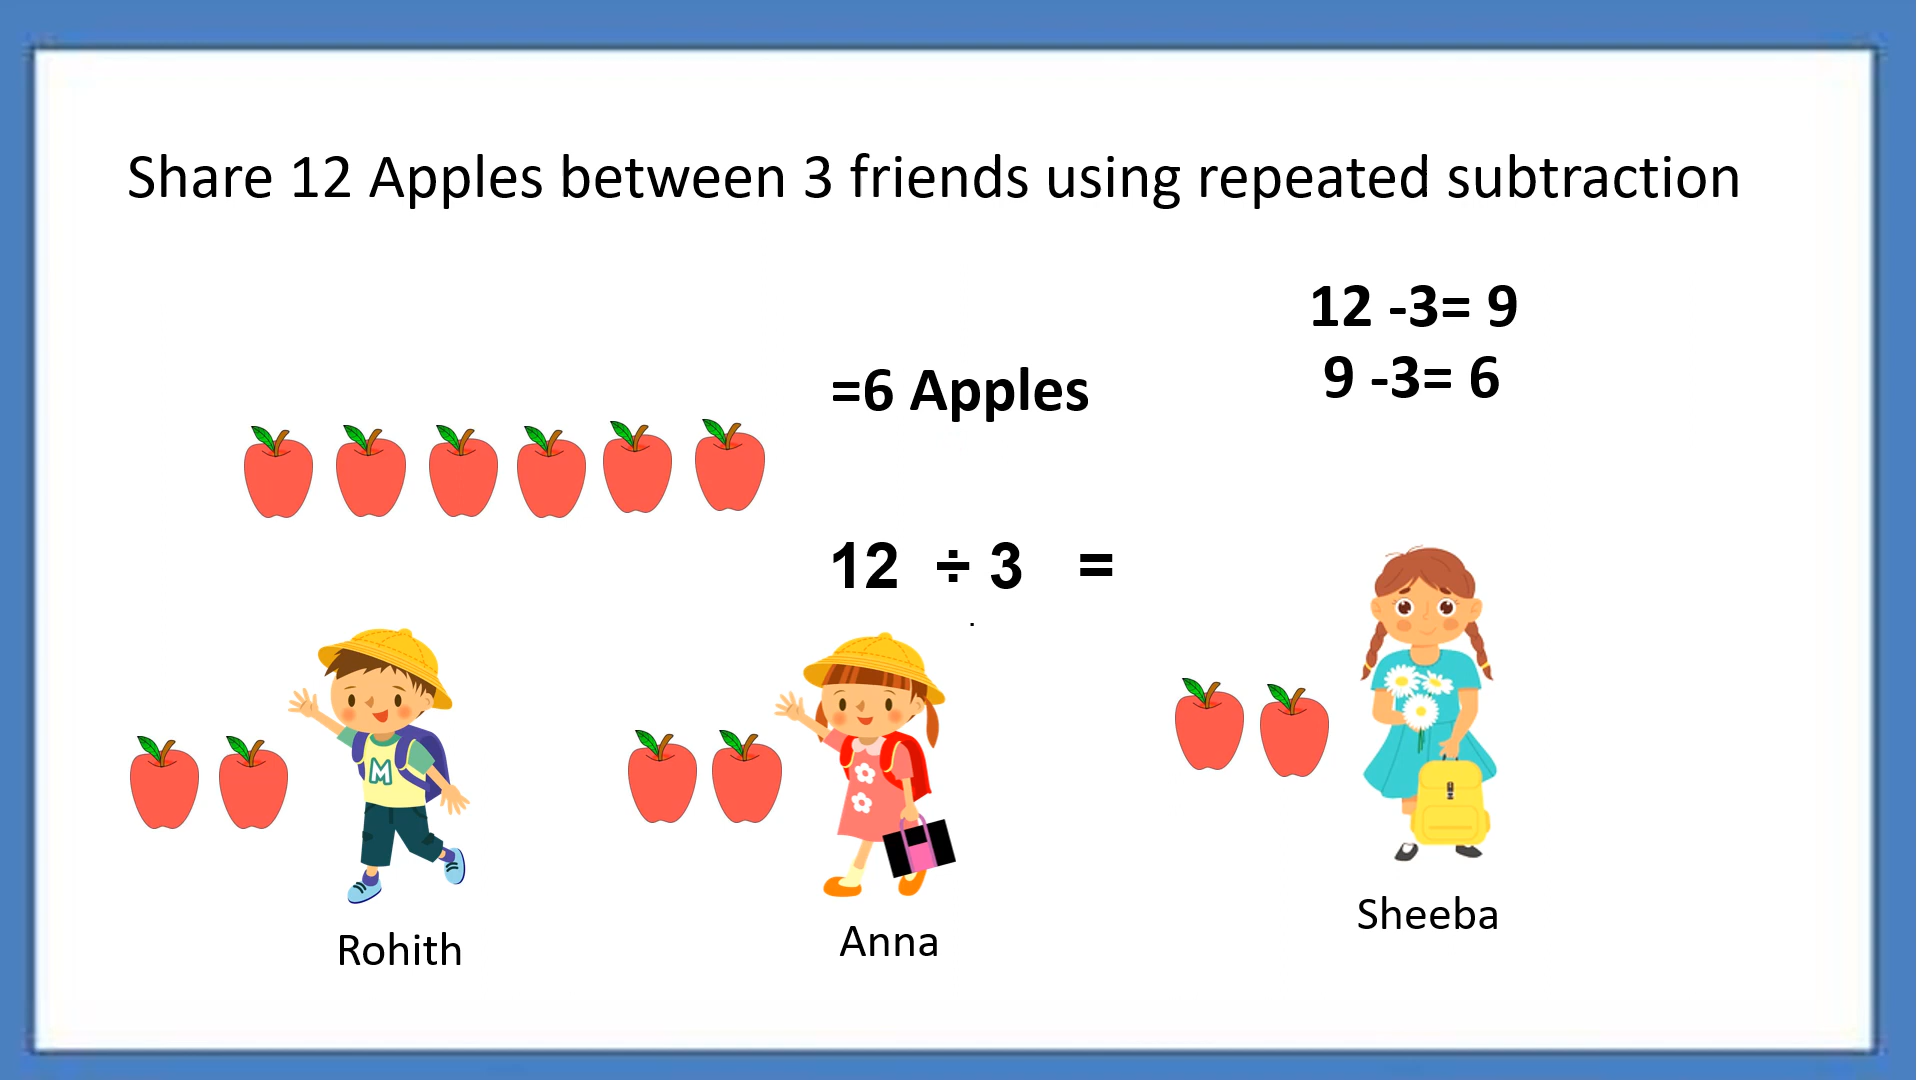 Share 12 Apples between 3 friends using repeated subtraction
12 -3= 9
9 -3= 6
=6 Apples
12 ÷ 3 =
.
M
Rohith
Anna
Sheeba